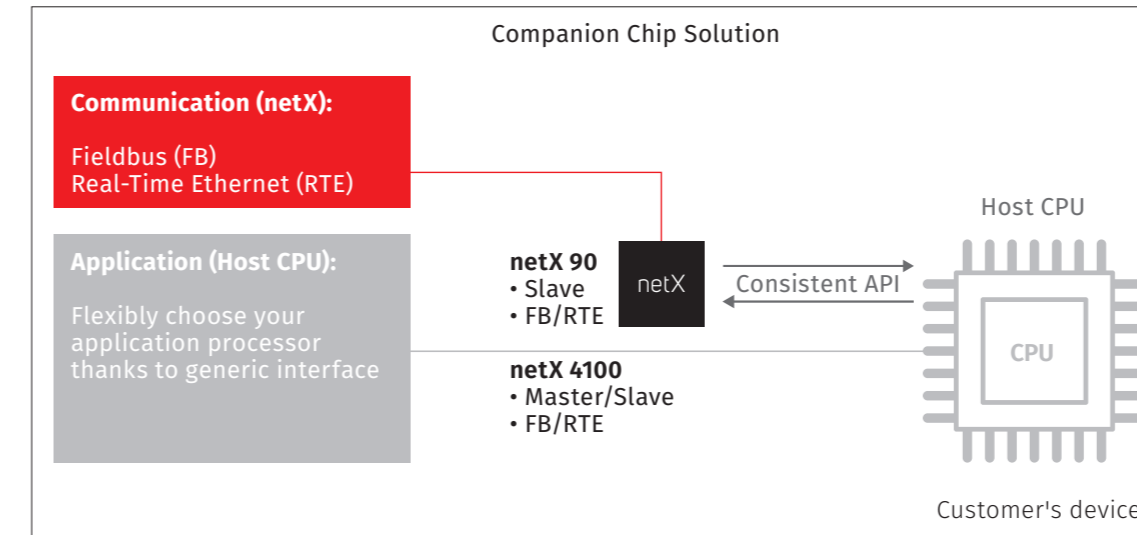 Companion Chip Solution
Communication (netX):
Fieldbus (FB)
Real-Time Ethernet (RTE)
Application (Host CPU):
Flexibly choose your
application processor
thanks to generic interface
netX 90
• Slave
• FB/RTE
netX
Consistent API
netX 4100
• Master/Slave
• FB/RTE
Host CPU
CPU
Customer's device